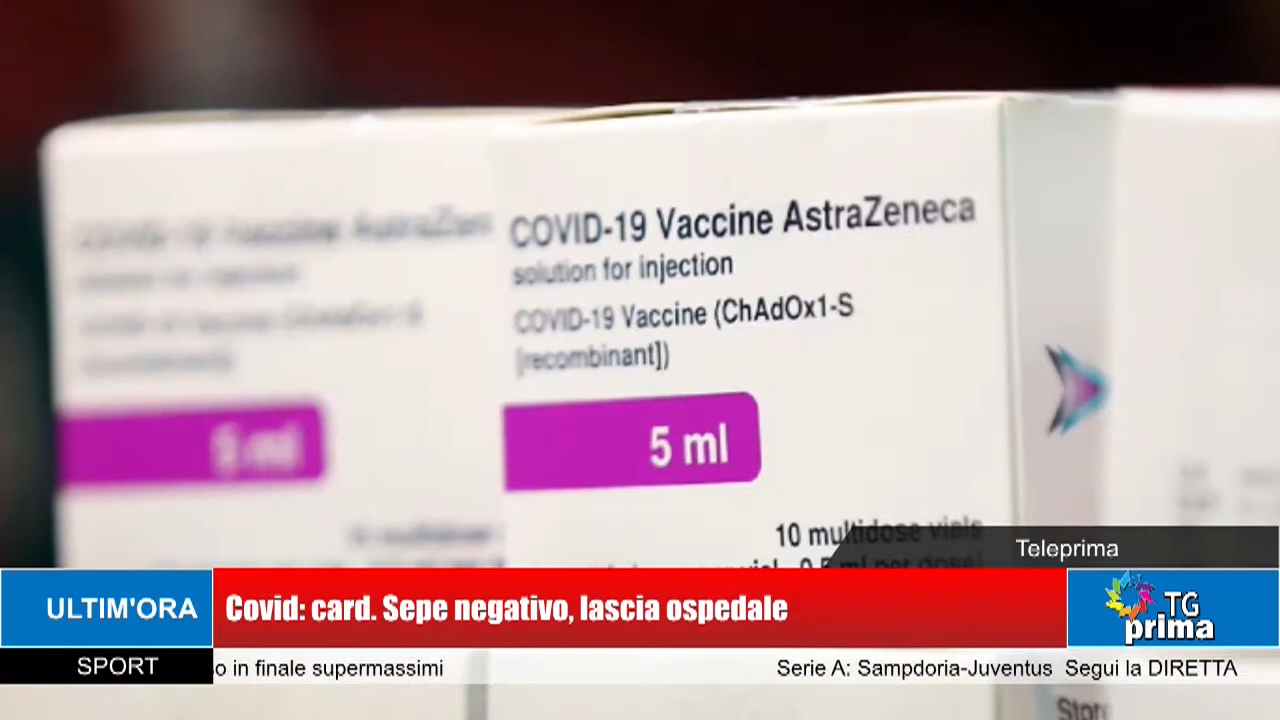 COVID-19 Vaccine AstraZeneca
solution for injection
COVID-19 Vaccine (ChAdOx1-S
[recombinant])
5 ml
5 ml
10 multidose vials
Teleprima
ULTIM'ORA
Covid: card. Sepe negativo, lascia ospedale
TG
prima
SPORT
o in finale supermassimi
Serie A: Sampdoria-Juventus Segui la DIRETTA